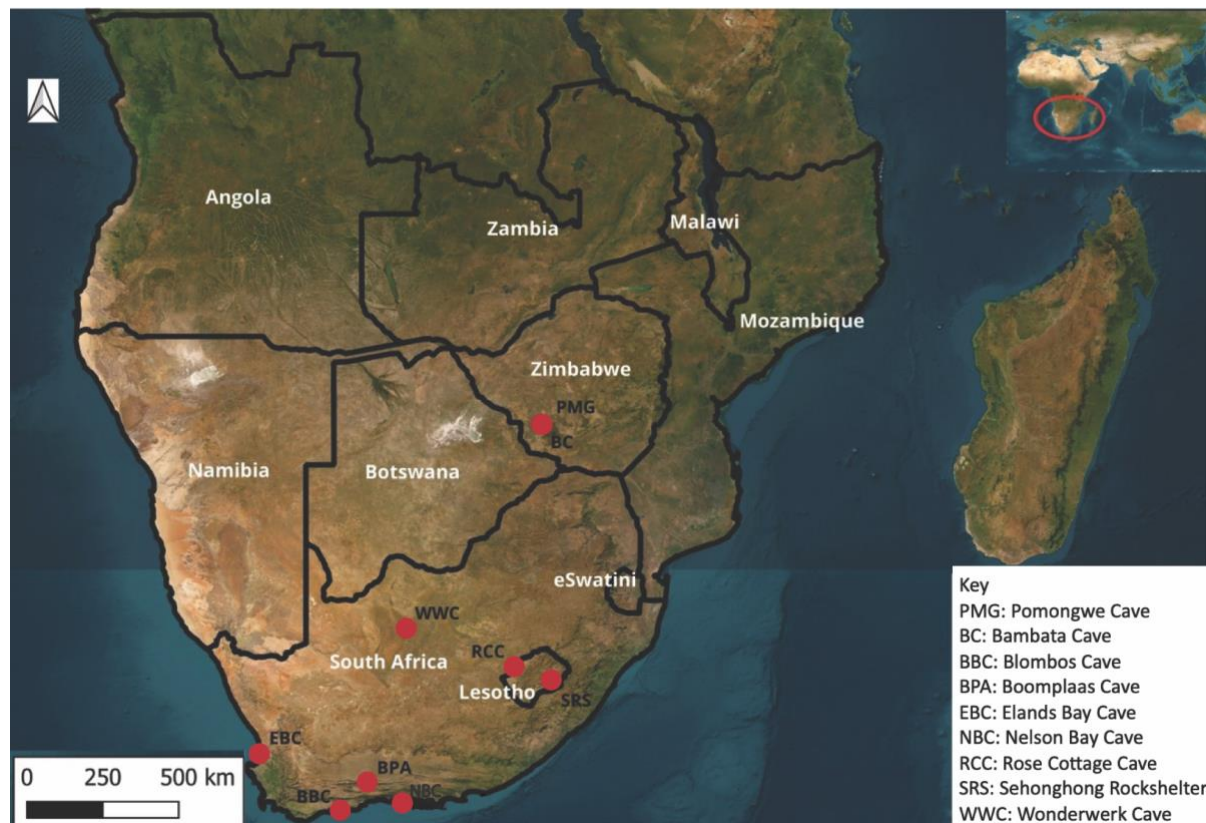 Angola
Zambia
Malawi
Mozambique
Zimbabwe
PMG
BC
Namibia
Botswana
eSwatini
WWC
RCC
South Africa
Lesotho
SRS
EBC
BPA
NBC
BBC
0 250 500 km
Key
PMG: Pomongwe Cave
BC: Bambata Cave
BBC: Blombos Cave
BPA: Boomplaas Cave
EBC: Elands Bay Cave
NBC: Nelson Bay Cave
RCC: Rose Cottage Cave
SRS: Sehonghong Rockshelter
WWC: Wonderwerk Cave